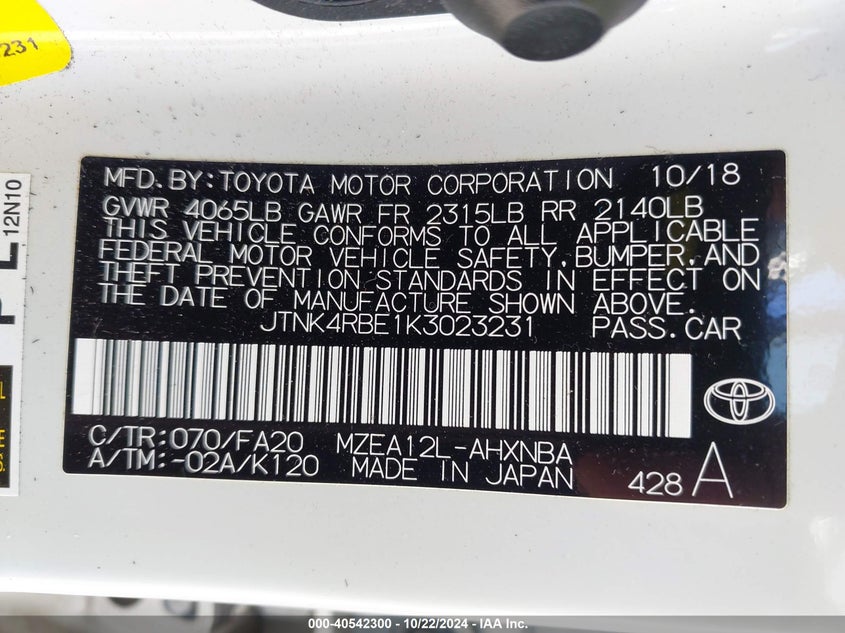 231
12N10
MFD.BY:TOYOTA MOTOR CORPORATION 10/18
GVWR 4065LB GAWR FR 2315LB RR 2140LB
THIS VEHICLE CONFORMS TO ALL APPLICABLE
FEDERAL MOTOR VEHICLE SAFETY,BUMPER,AND
THEFT PREVENTION STANDARDS IN EFFECT ON
THE DATE OF MANUFACTURE SHOWN ABOVE.
JTNK4RBE1K3023231 PASS.CAR
C/TR:070/FA20 MZEA12L-AHXNBA
A/TM:-02A/K120 MADE IN JAPAN
428 A
000-40542300 - 10/22/2024 - IAA Inc.